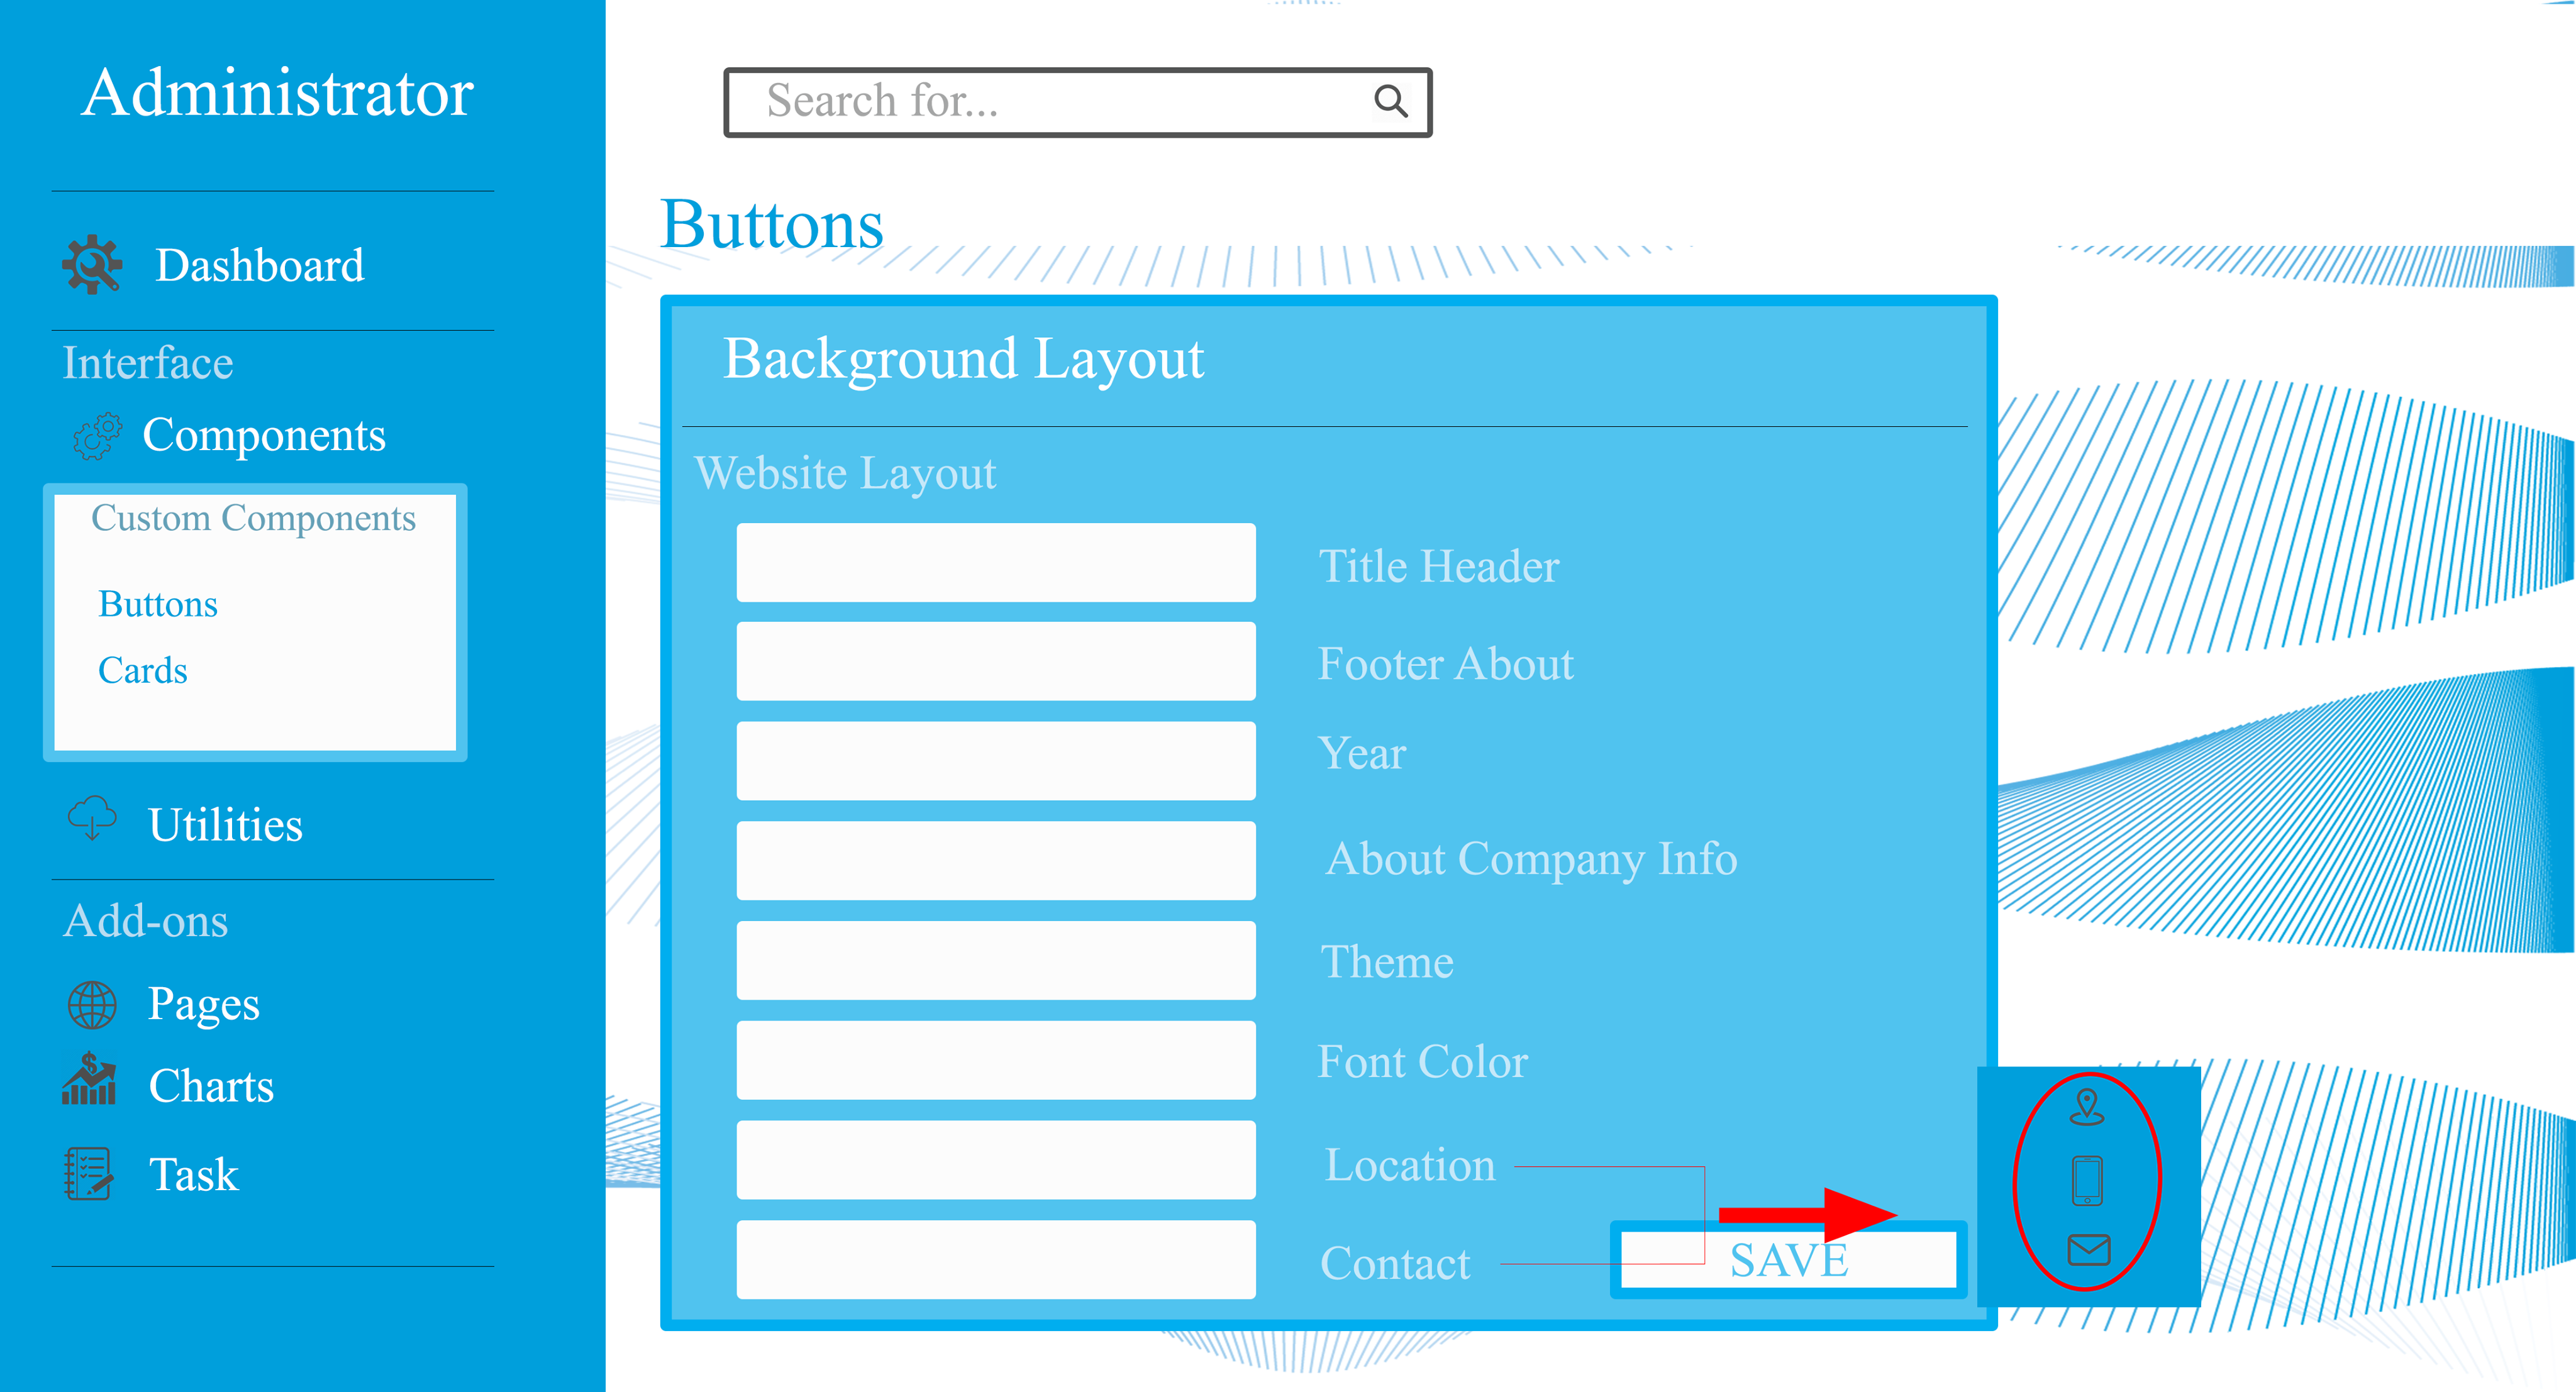 Administrator
Dashboard
Interface
Components
Custom Components
Buttons
Cards
Utilities
Add-ons
Pages
Charts
Task
Search for...
Buttons
Background Layout
Website Layout
Title Header
Footer About
Year
About Company Info
Theme
Font Color
Location
Contact
SAVE